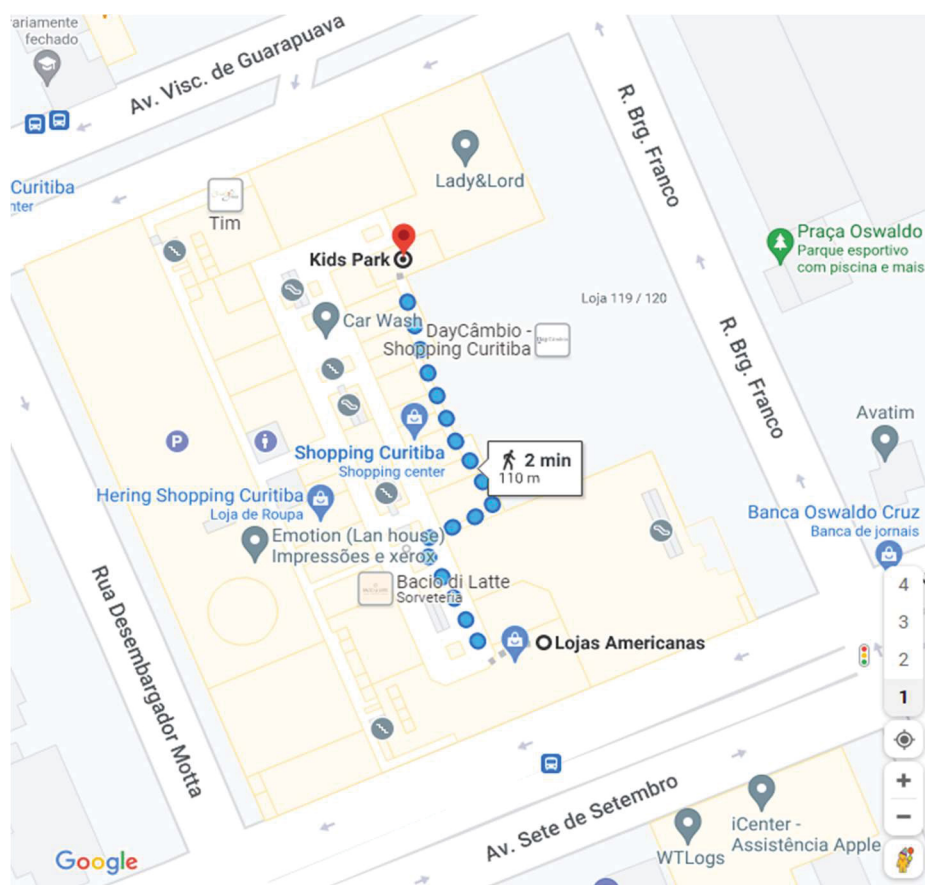 ariamente
fechado
Av. Visc. de Guarapuava
R. Brg. Franco
Lady&Lord
Curitiba
nter
Tim
Praça Oswaldo
Parque esportivo
com piscina e mais
Kids Park
Loja 119 / 120
Car Wash
DayCâmbio -
Shopping Curitiba
R. Brg. Franco
Avatim
P
Shopping Curitiba
Shopping center
2 min
110 m
Hering Shopping Curitiba
Loja de Roupa
Banca Oswaldo Cruz
Banca de jornais
Emotion (Lan house)
Impressões e xerox
Bacio di Latte
Sorveteria
4
3
2
1
Rua Desembargador Motta
Lojas Americanas
Av. Sete de Setembro
iCenter -
Assistência Apple
WTLogs
Google